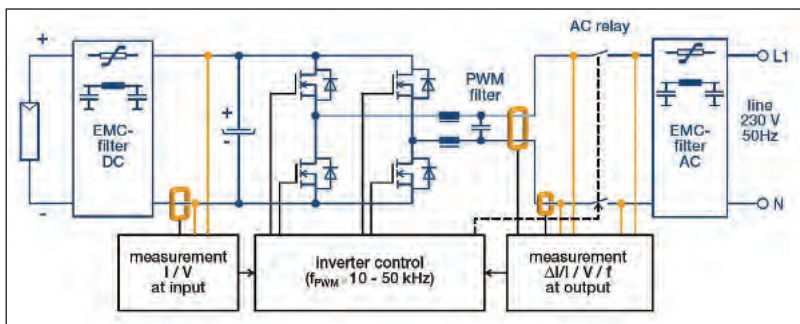 +
-
EMC-
filter
DC
+
-
PWM
filter
AC relay
EMC-
filter
AC
L1
line
230 V
50Hz
N
measurement
I / V
at input
inverter control
(fPWM=10 - 50 kHz)
measurement
ΔI/I / V / f
at output